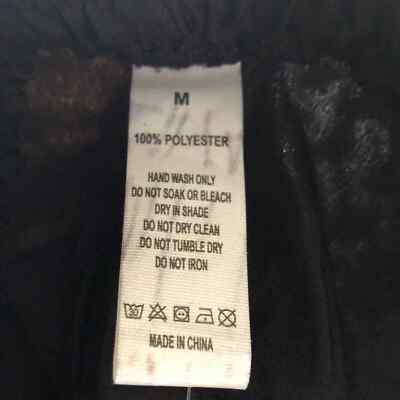 M
100% POLYESTER
HAND WASH ONLY
DO NOT SOAK OR BLEACH
DRY IN SHADE
DO NOT DRY CLEAN
DO NOT TUMBLE DRY
DO NOT IRON
30
MADE IN CHINA